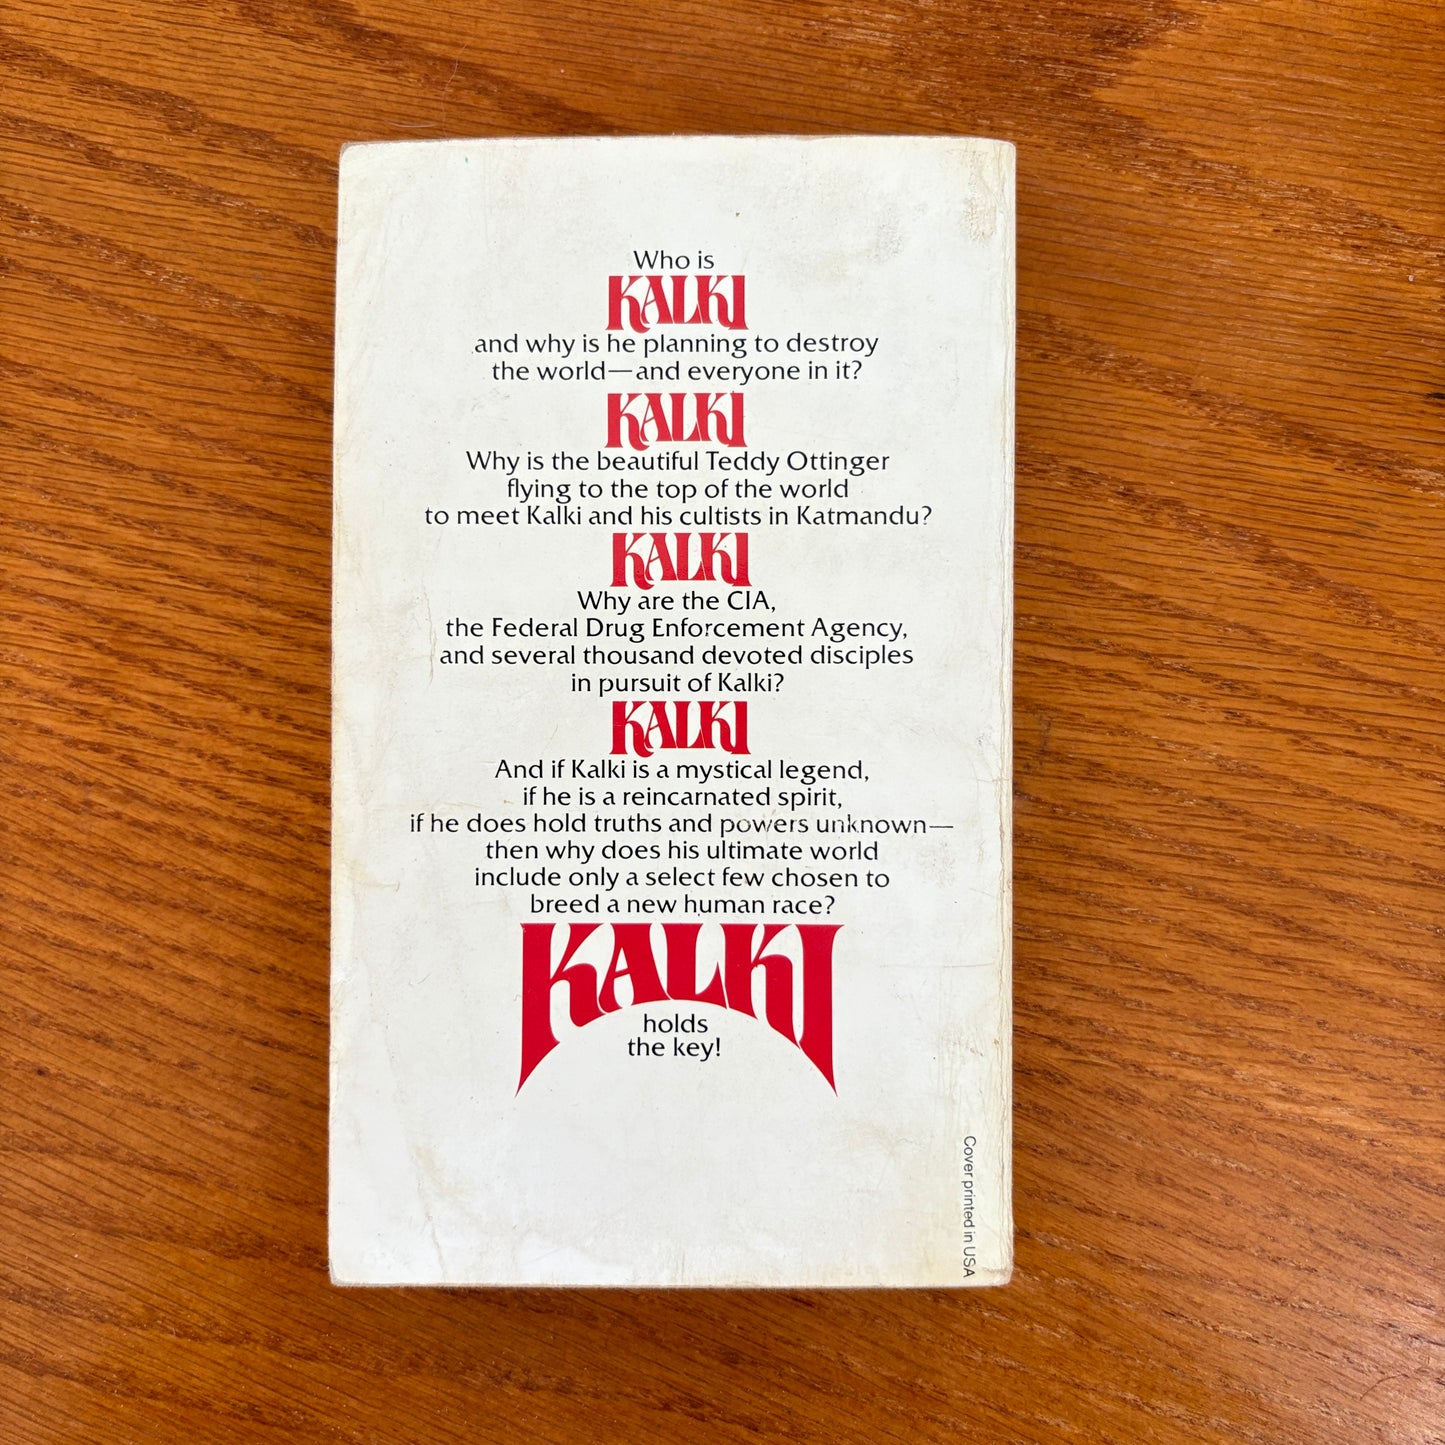 Who is
KALKI
and why is he planning to destroy
the world—and everyone in it?
KALKI
Why is the beautiful Teddy Ottinger
flying to the top of the world
to meet Kalki and his cultists in Katmandu?
KALKI
Why are the CIA,
the Federal Drug Enforcement Agency,
and several thousand devoted disciples
in pursuit of Kalki?
KALKI
And if Kalki is a mystical legend,
if he is a reincarnated spirit,
if he does hold truths and powers unknown—
then why does his ultimate world
include only a select few chosen to
breed a new human race?
KALKI
holds
the key!
Cover printed in USA